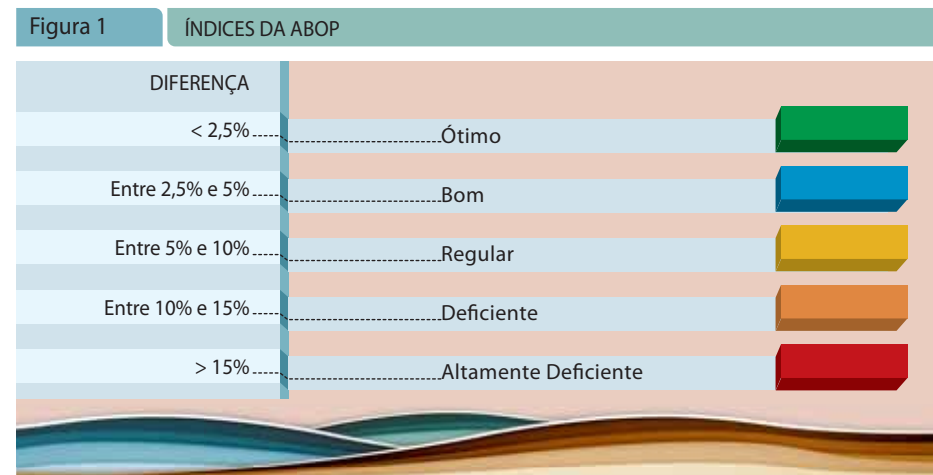 Figura 1 ÍNDICES DA ABOP
DIFERENÇA
< 2,5% Ótimo
Entre 2,5% e 5% Bom
Entre 5% e 10% Regular
Entre 10% e 15% Deficiente
> 15% Altamente Deficiente